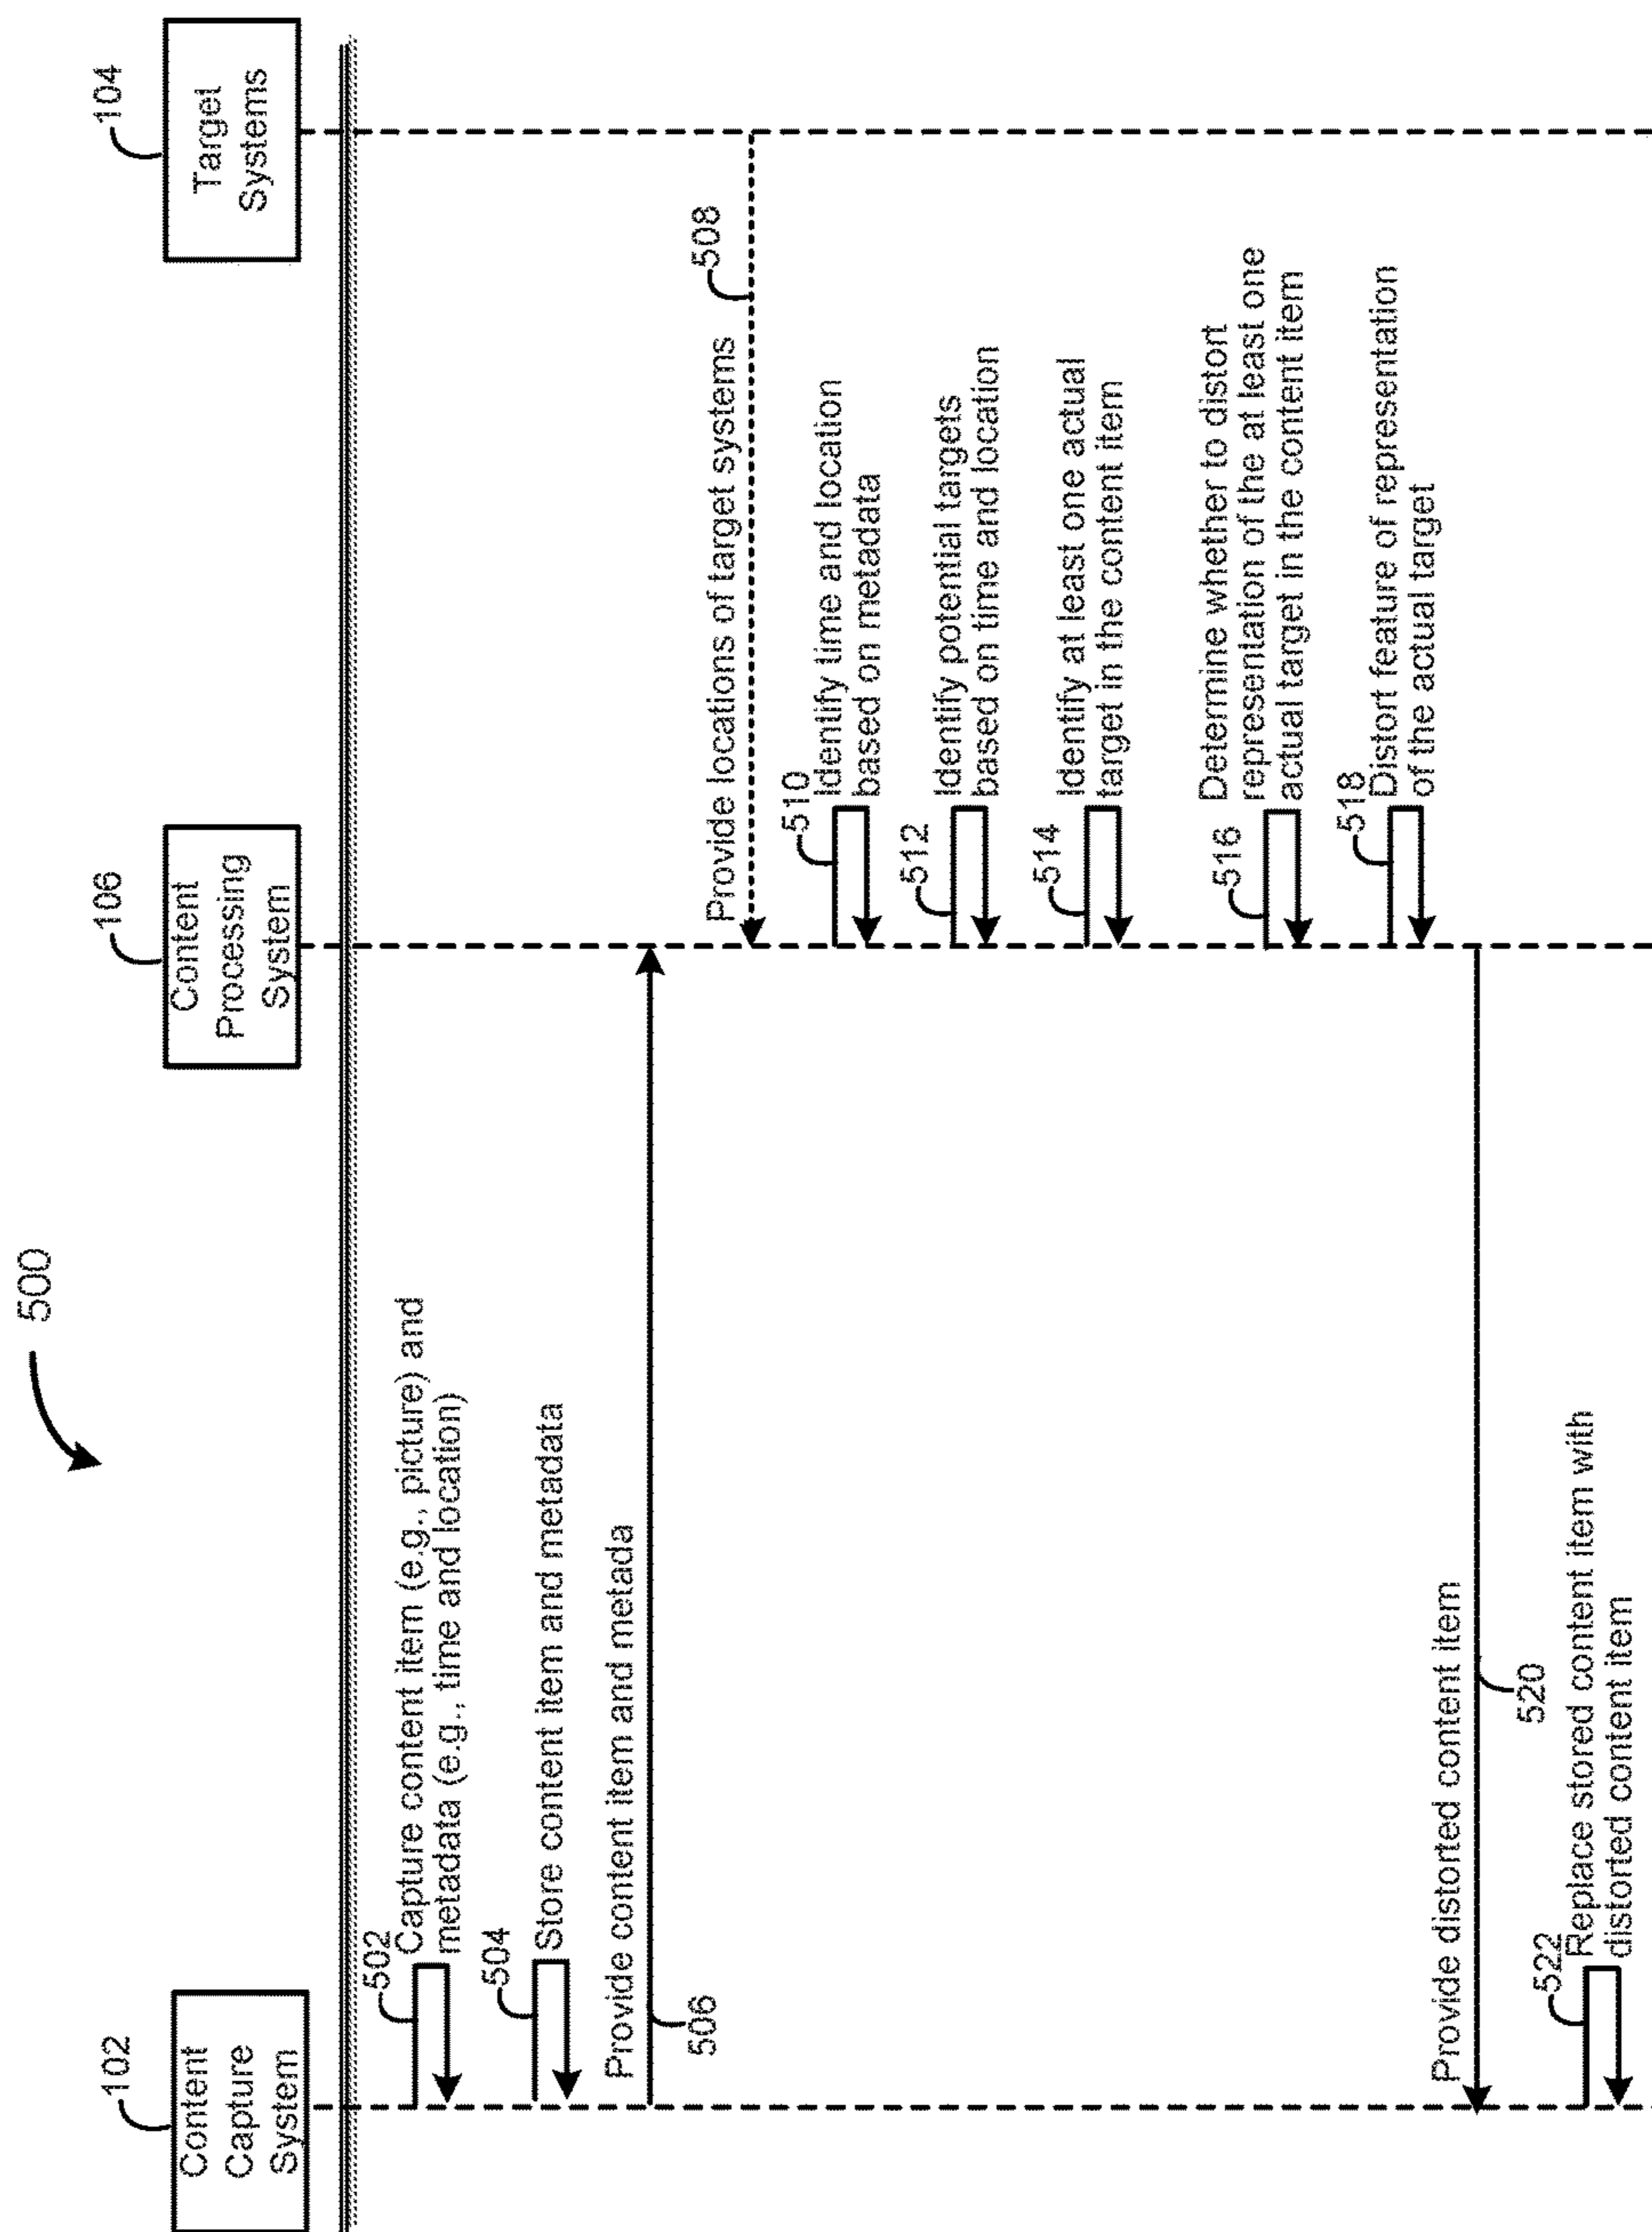 500
102
Content
Capture
System
106
Content
Processing
System
104
Target
Systems
502
Capture content item (e.g., picture) and
metadata (e.g., time and location)
504
Store content item and metadata
Provide content item and metada
506
Provide locations of target systems
508
510
Identify time and location
based on metadata
512
Identify potential targets
based on time and location
514
Identify at least one actual
target in the content item
516
Determine whether to distort
representation of the at least one
actual target in the content item
518
Distort feature of representation
of the actual target
Provide distorted content item
520
522
Replace stored content item with
distorted content item